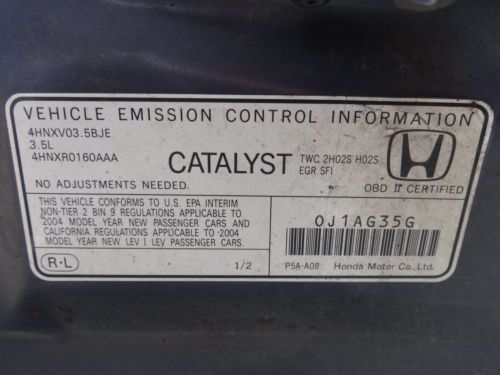 VEHICLE EMISSION CONTROL INFORMATION
4HNXV03.5BJE
3.5L
4HNXR0160AAA
CATALYST
TWC 2HO2S HO2S
EGR SFI
NO ADJUSTMENTS NEEDED.
OBD II CERTIFIED
THIS VEHICLE CONFORMS TO U.S. EPA INTERIM
NON-TIER 2 BIN 9 REGULATIONS APPLICABLE TO
2004 MODEL YEAR NEW PASSENGER CARS AND
CALIFORNIA REGULATIONS APPLICABLE TO 2004
MODEL YEAR NEW LEV 1 LEV PASSENGER CARS.
0J1AG35G
R-L
1/2
P5A-A08 Honda Motor Co.,Ltd.